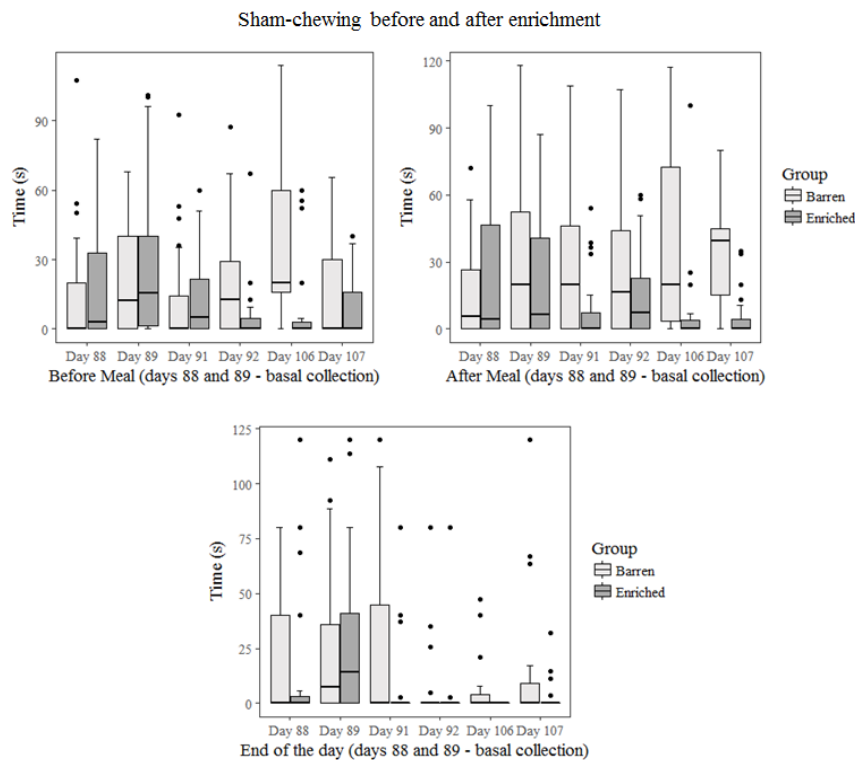 Sham-chewing before and after enrichment
Time (s)
90
60
30
0
Day 88 Day 89 Day 91 Day 92 Day 106 Day 107
Before Meal (days 88 and 89 - basal collection)
Time (s)
120
90
60
30
0
Day 88 Day 89 Day 91 Day 92 Day 106 Day 107
After Meal (days 88 and 89 - basal collection)
Group
Barren
Enriched
Time (s)
125
100
75
50
25
0
Day 88 Day 89 Day 91 Day 92 Day 106 Day 107
End of the day (days 88 and 89 - basal collection)
Group
Barren
Enriched